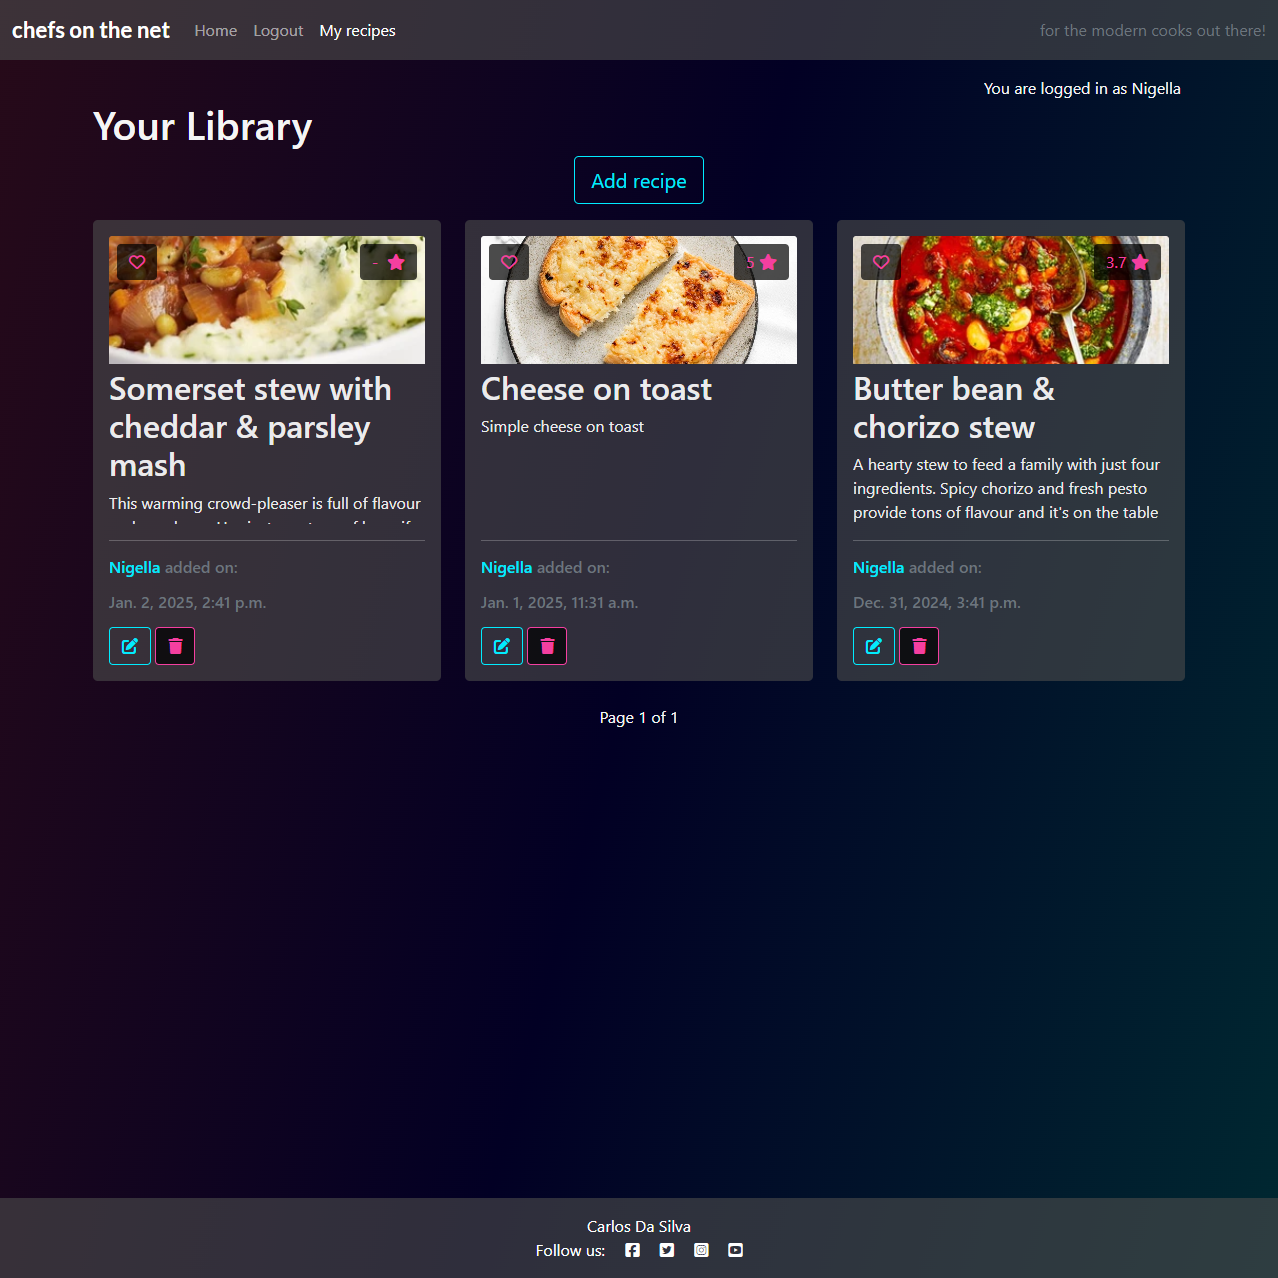 chefs on the net Home Logout My recipes for the modern cooks out there!
You are logged in as Nigella
Your Library
Add recipe
-
5
3.7
Somerset stew with
cheddar & parsley
mash
This warming crowd-pleaser is full of flavour
Cheese on toast
Simple cheese on toast
Butter bean &
chorizo stew
A hearty stew to feed a family with just four
ingredients. Spicy chorizo and fresh pesto
provide tons of flavour and it's on the table
Nigella added on:
Jan. 2, 2025, 2:41 p.m.
Nigella added on:
Jan. 1, 2025, 11:31 a.m.
Nigella added on:
Dec. 31, 2024, 3:41 p.m.
Page 1 of 1
Carlos Da Silva
Follow us: